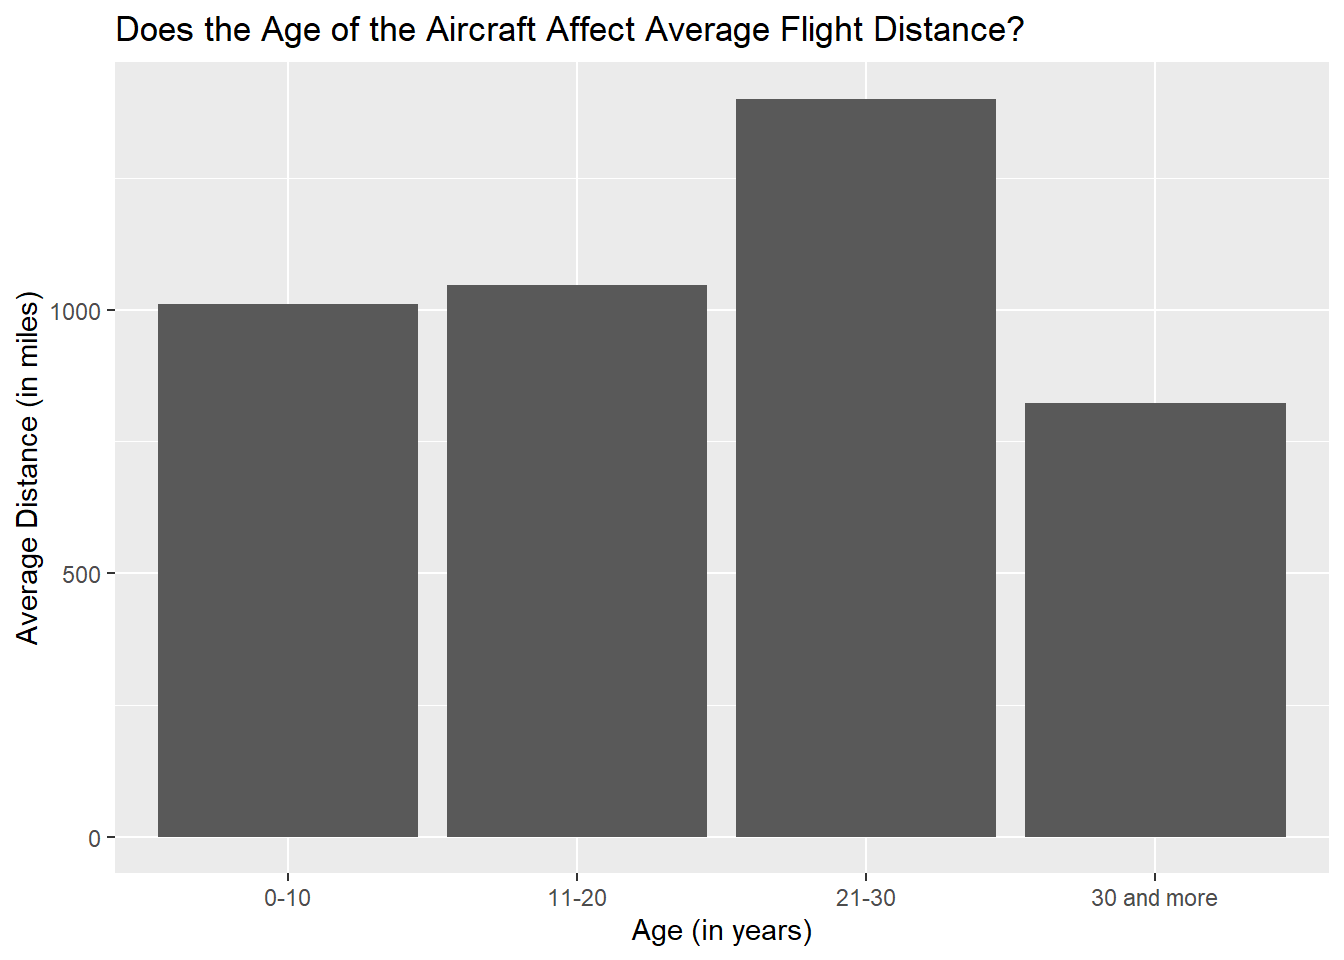 Does the Age of the Aircraft Affect Average Flight Distance?
Average Distance (in miles)
1000
500
0
0-10
11-20
21-30
30 and more
Age (in years)